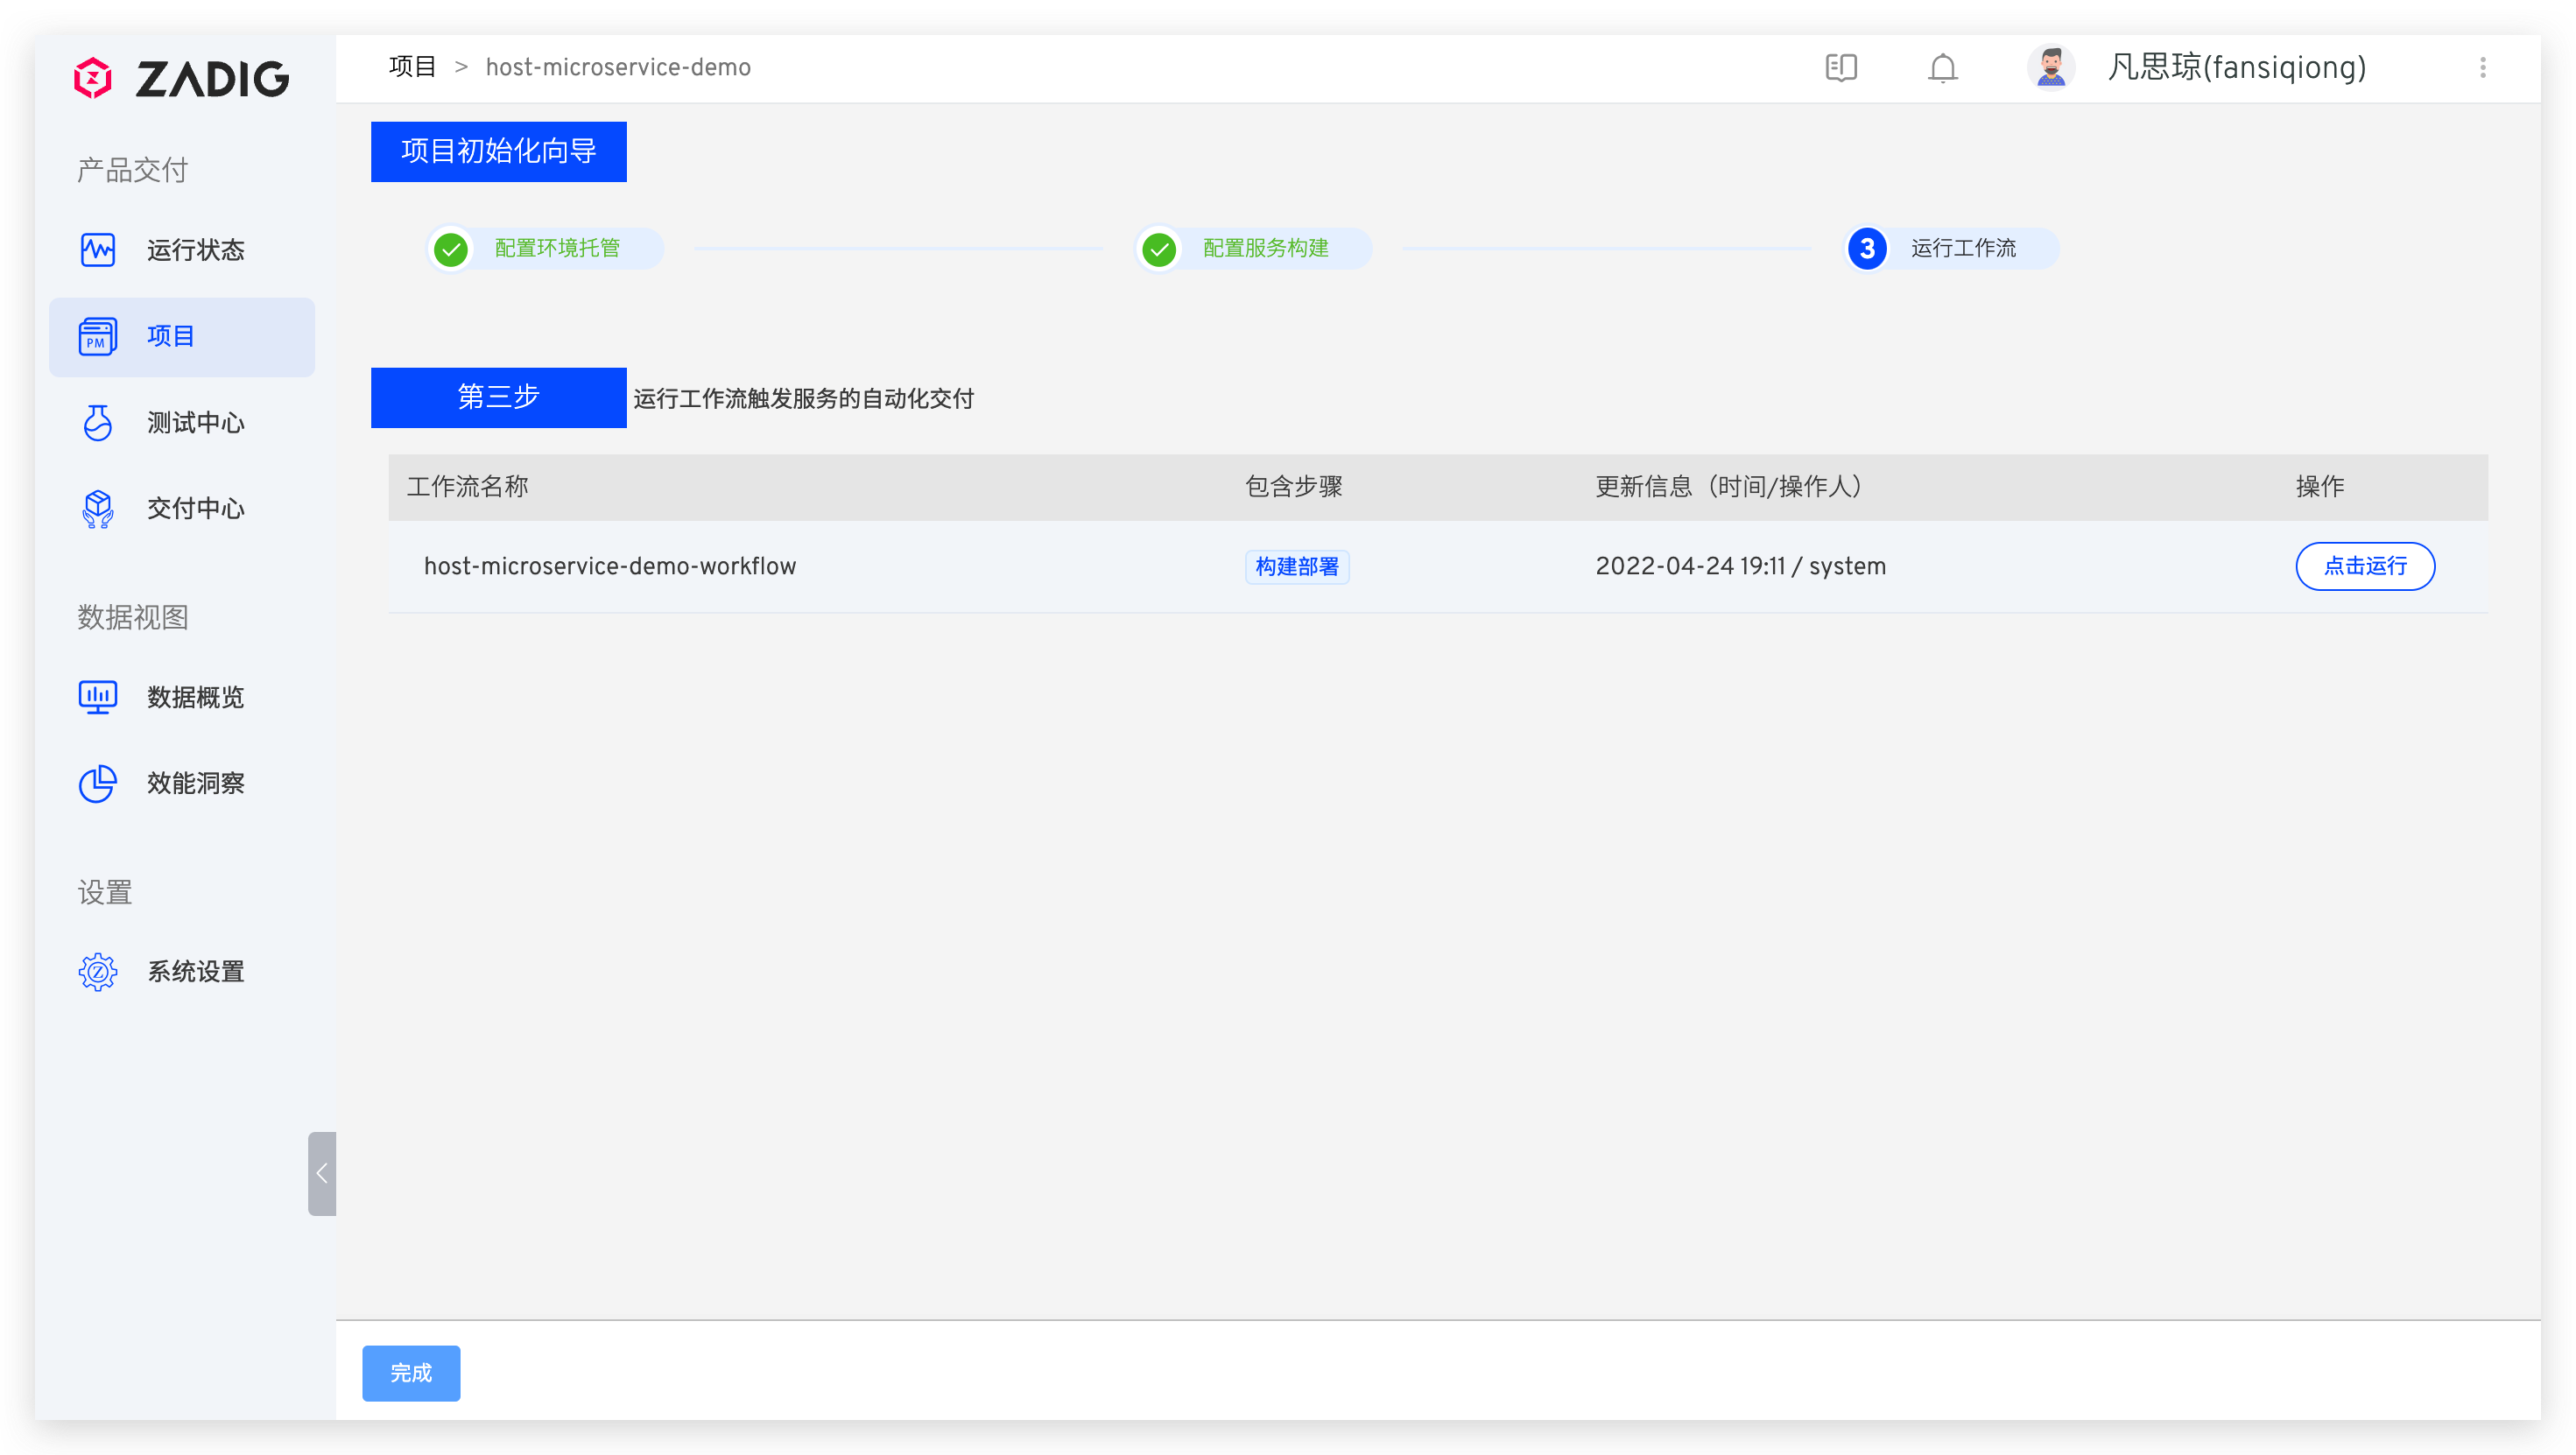 ZADIG
项目 > host-microservice-demo
凡思琼(fansiqiong)
产品交付
运行状态
PM
项目
测试中心
交付中心
数据视图
数据概览
效能洞察
设置
Z
系统设置
项目初始化向导
配置环境托管
配置服务构建
3 运行工作流
第三步 运行工作流触发服务的自动化交付
工作流名称 包含步骤 更新信息（时间/操作人） 操作
host-microservice-demo-workflow 构建部署 2022-04-24 19:11 / system 点击运行
完成